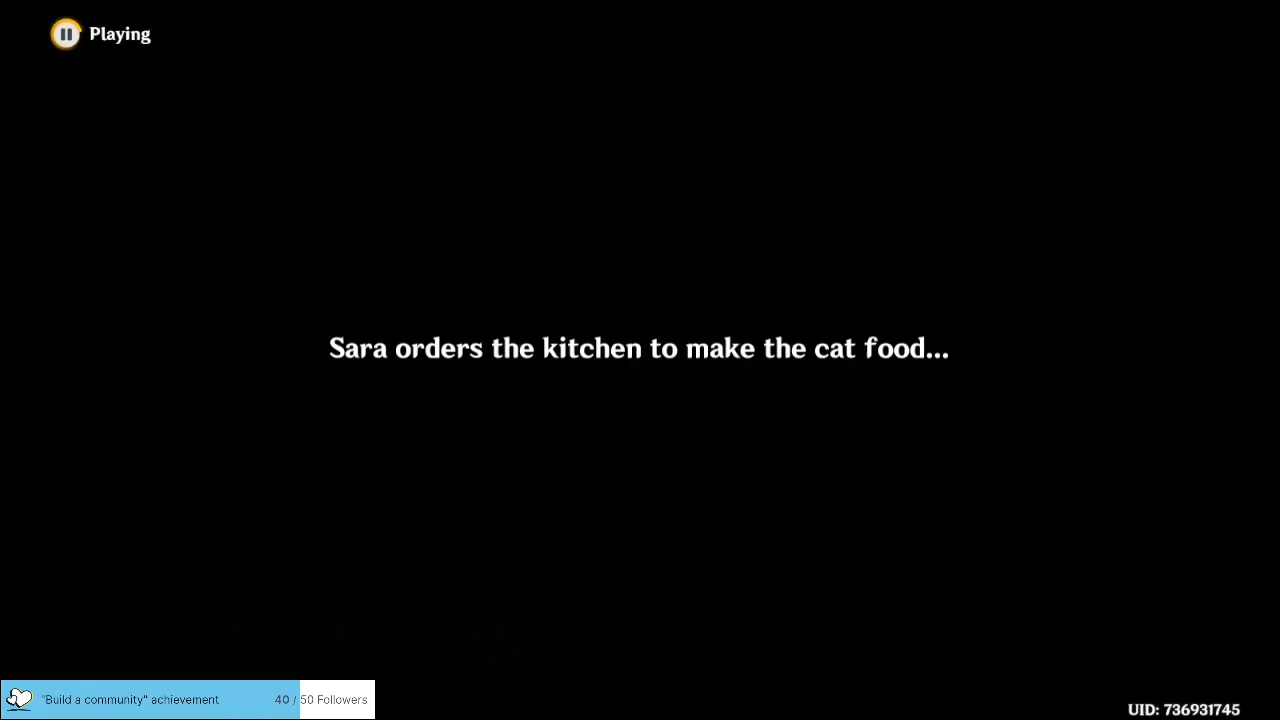 Playing
Sara orders the kitchen to make the cat food...
"Build a community" achievement 40 / 50 Followers
UID: 736931745